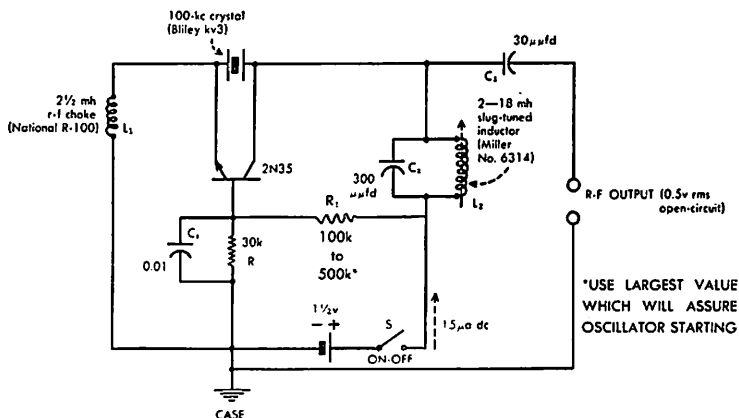 100-kc crystal
(Bliley kv3)
30μμfd
C₃
2½ mh
r-f choke
(National R-100)
L₁
2—18 mh
slug-tuned
inductor
(Miller
No. 6314)
2N35
300
μμfd
C₂
L₂
R-F OUTPUT (0.5v rms
open-circuit)
R₁
100k
to
500k*
C₁
0.01
30k
R
*USE LARGEST VALUE
WHICH WILL ASSURE
OSCILLATOR STARTING
1½v
- +
S
ON-OFF
15μa dc
CASE